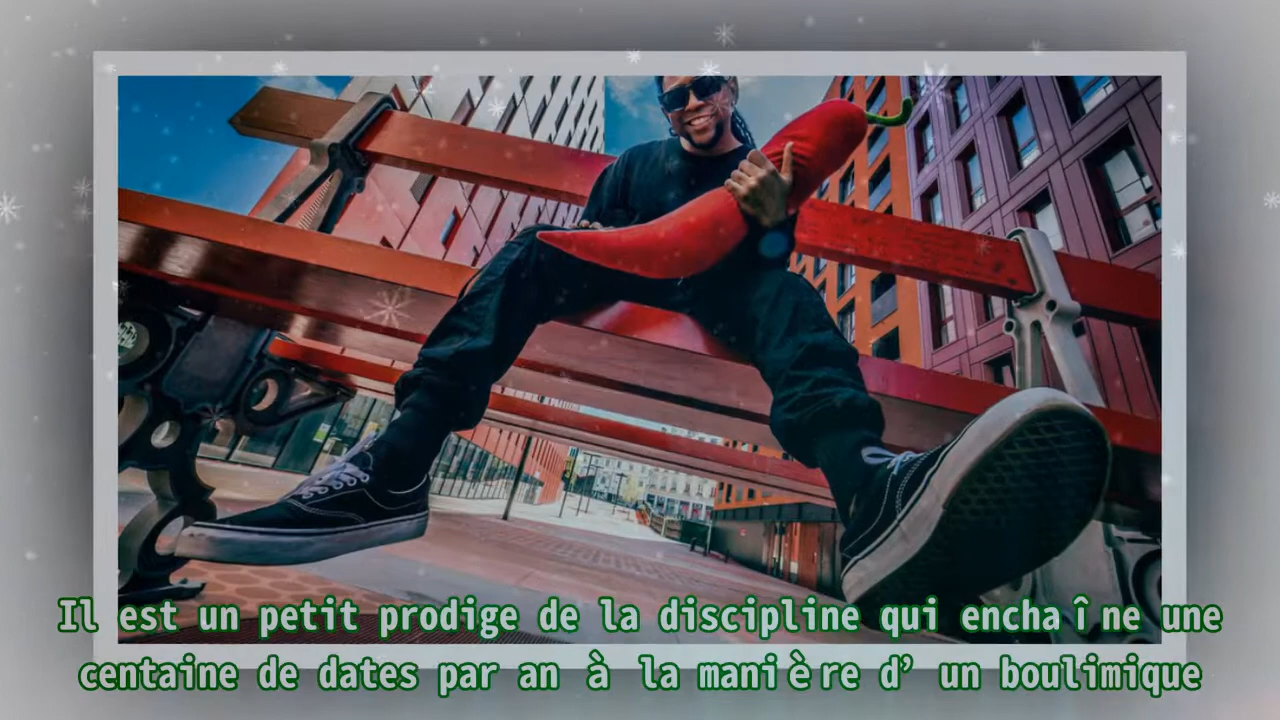 Il est un petit prodige de la discipline qui enchaîne une
centaine de dates par an à la manière d’un boulimique